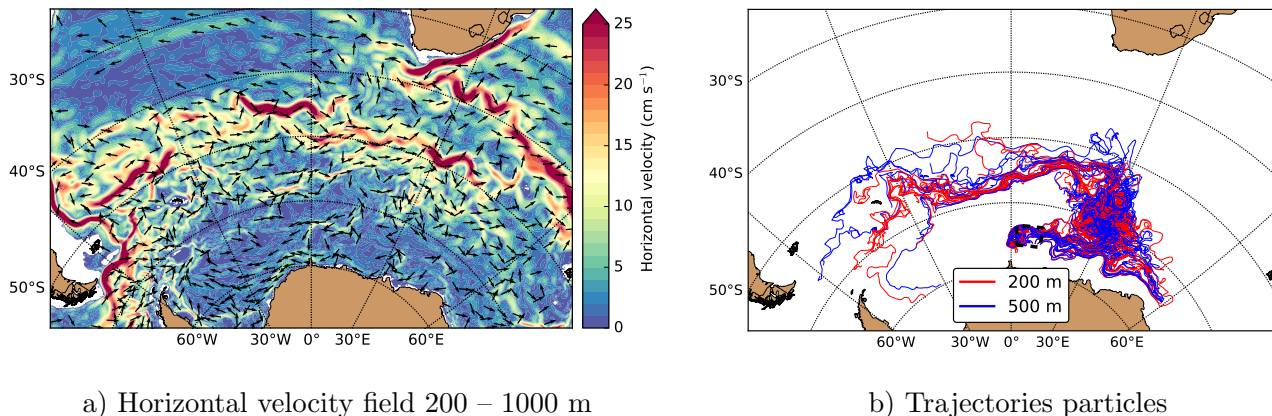 30°S
40°S
50°S
60°W
30°W
0°
30°E
60°E
25
20
15
10
5
0
Horizontal velocity (cm s⁻¹)
30°S
40°S
50°S
60°W
30°W
0°
30°E
60°E
200 m
500 m
a) Horizontal velocity field 200 – 1000 m
b) Trajectories particles